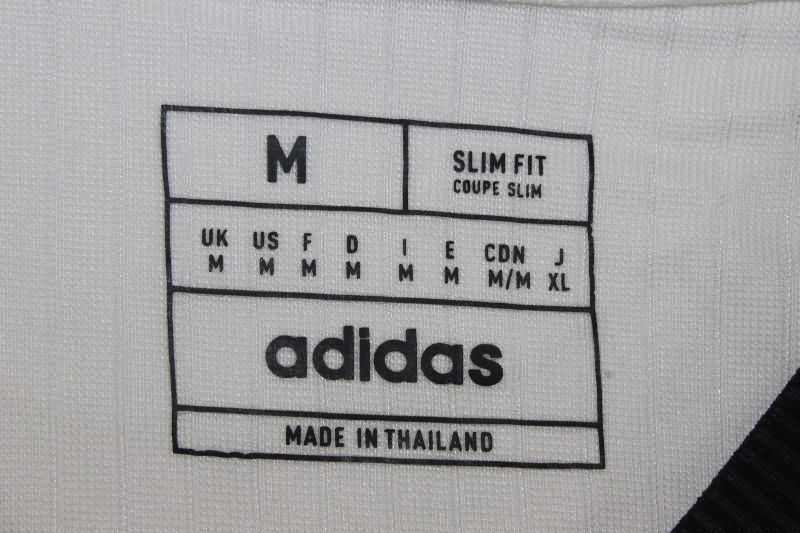 M
SLIM FIT
COUPE SLIM
UK US F D I E CDN J
M M M M M M M/M XL
adidas
MADE IN THAILAND